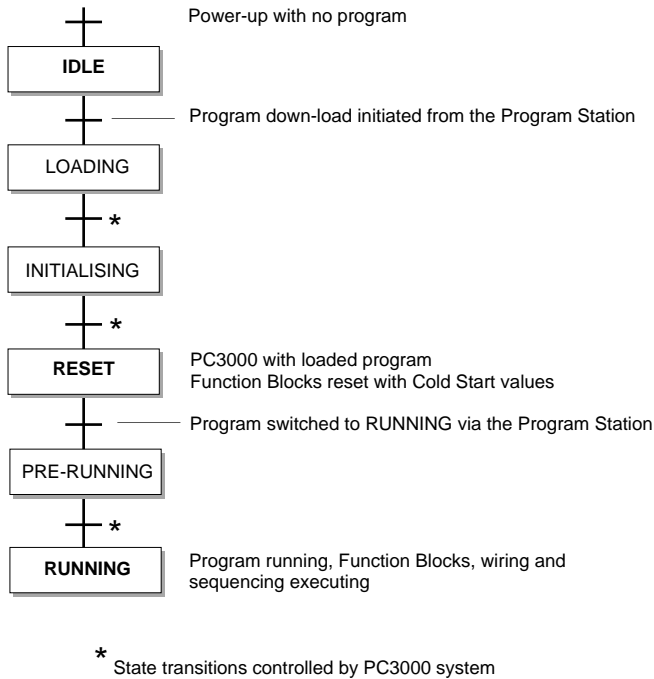 Power-up with no program
IDLE
Program down-load initiated from the Program Station
LOADING
*
INITIALISING
*
RESET
PC3000 with loaded program
Function Blocks reset with Cold Start values
Program switched to RUNNING via the Program Station
PRE-RUNNING
*
RUNNING
Program running, Function Blocks, wiring and
sequencing executing
* State transitions controlled by PC3000 system